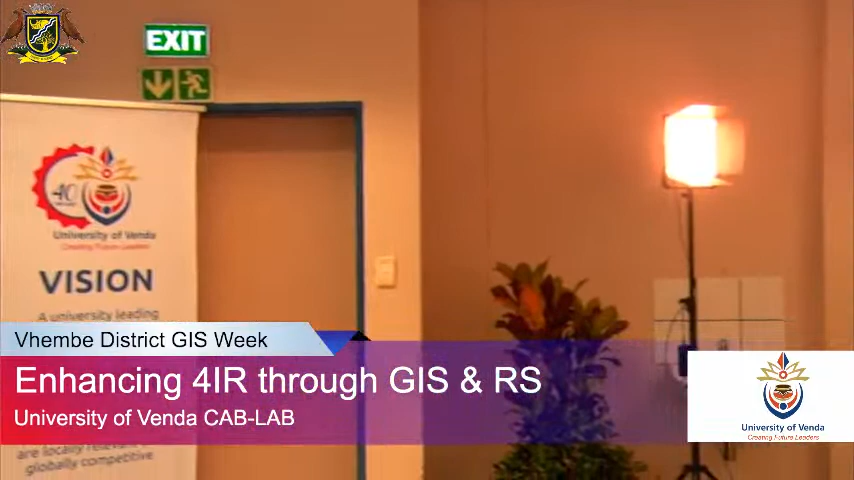 EXIT
40
University of Venda
Creating Future Leaders
VISION
A university leading
Vhembe District GIS Week
Enhancing 4IR through GIS & RS
University of Venda CAB-LAB
University of Venda
Creating Future Leaders
are locally relevant
globally competitive